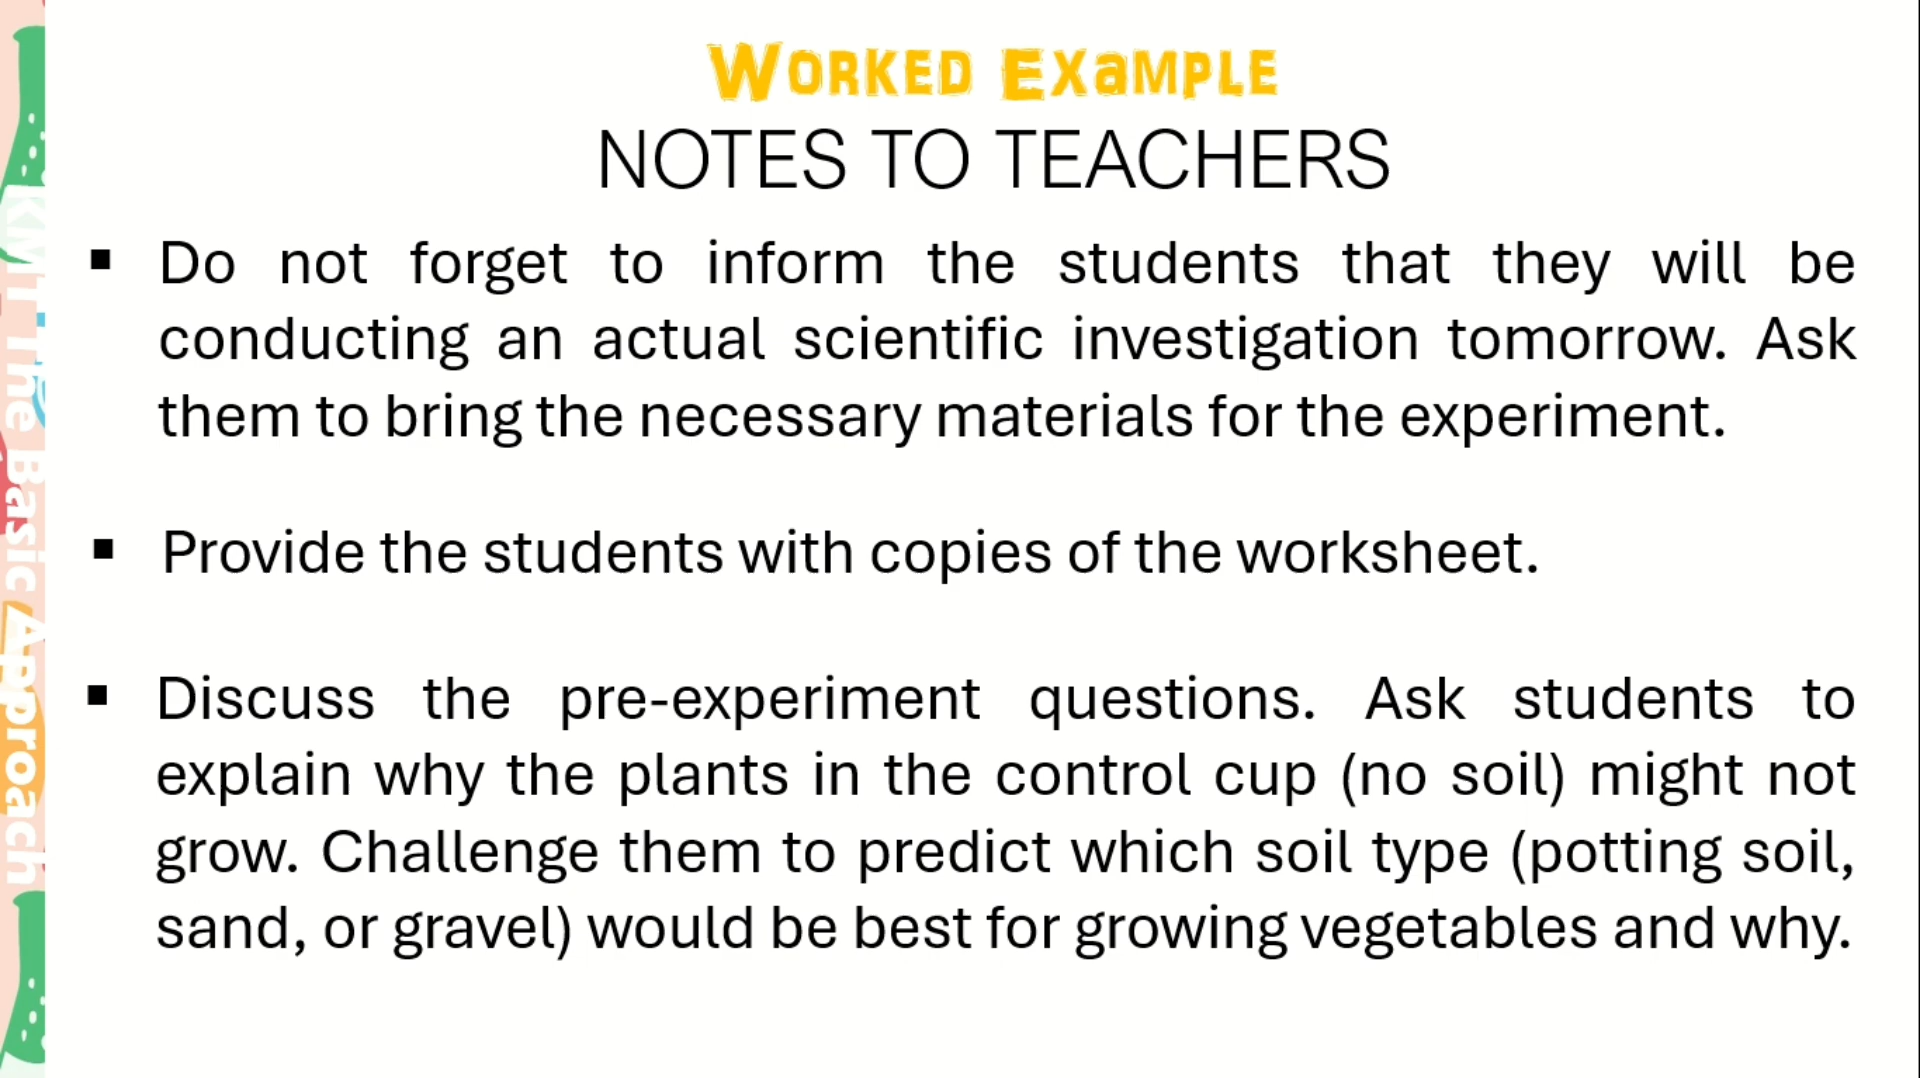 WORKED EXAMPLE
NOTES TO TEACHERS
▪ Do not forget to inform the students that they will be
conducting an actual scientific investigation tomorrow. Ask
them to bring the necessary materials for the experiment.
▪ Provide the students with copies of the worksheet.
▪ Discuss the pre-experiment questions. Ask students to
explain why the plants in the control cup (no soil) might not
grow. Challenge them to predict which soil type (potting soil,
sand, or gravel) would be best for growing vegetables and why.
The Basic Approach